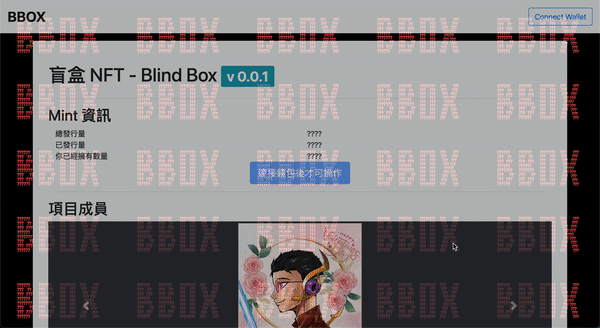 BBOX
Connect Wallet
盲盒 NFT - Blind Box v 0.0.1
Mint 資訊
總發行量 ????
已發行量 ????
你已經擁有數量 ????
連接錢包後才可操作
項目成員